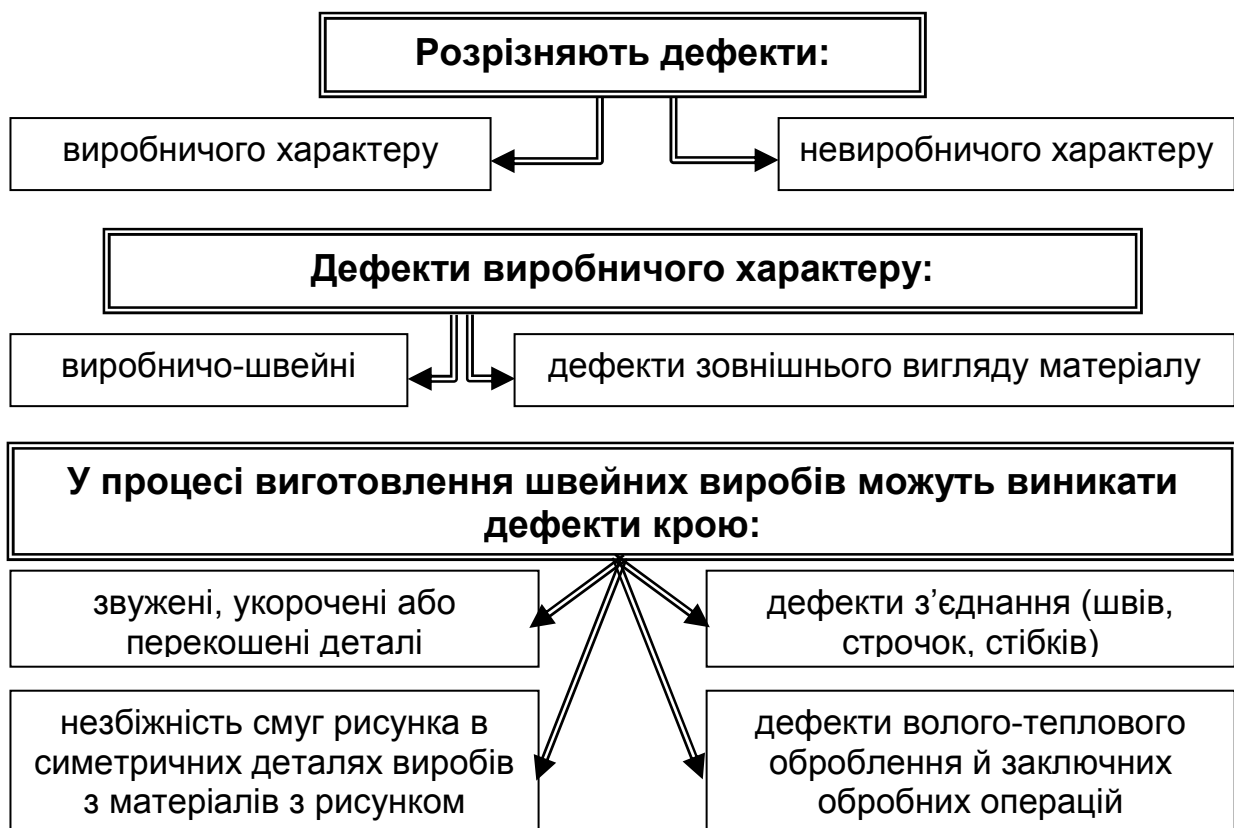 Розрізняють дефекти:
виробничого характеру
невиробничого характеру
Дефекти виробничого характеру:
виробничо-швейні
дефекти зовнішнього вигляду матеріалу
У процесі виготовлення швейних виробів можуть виникати
дефекти крою:
звужені, укорочені або
перекошені деталі
дефекти з’єднання (швів,
строчок, стібків)
незбіжність смуг рисунка в
симетричних деталях виробів
з матеріалів з рисунком
дефекти волого-теплового
оброблення й заключних
обробних операцій